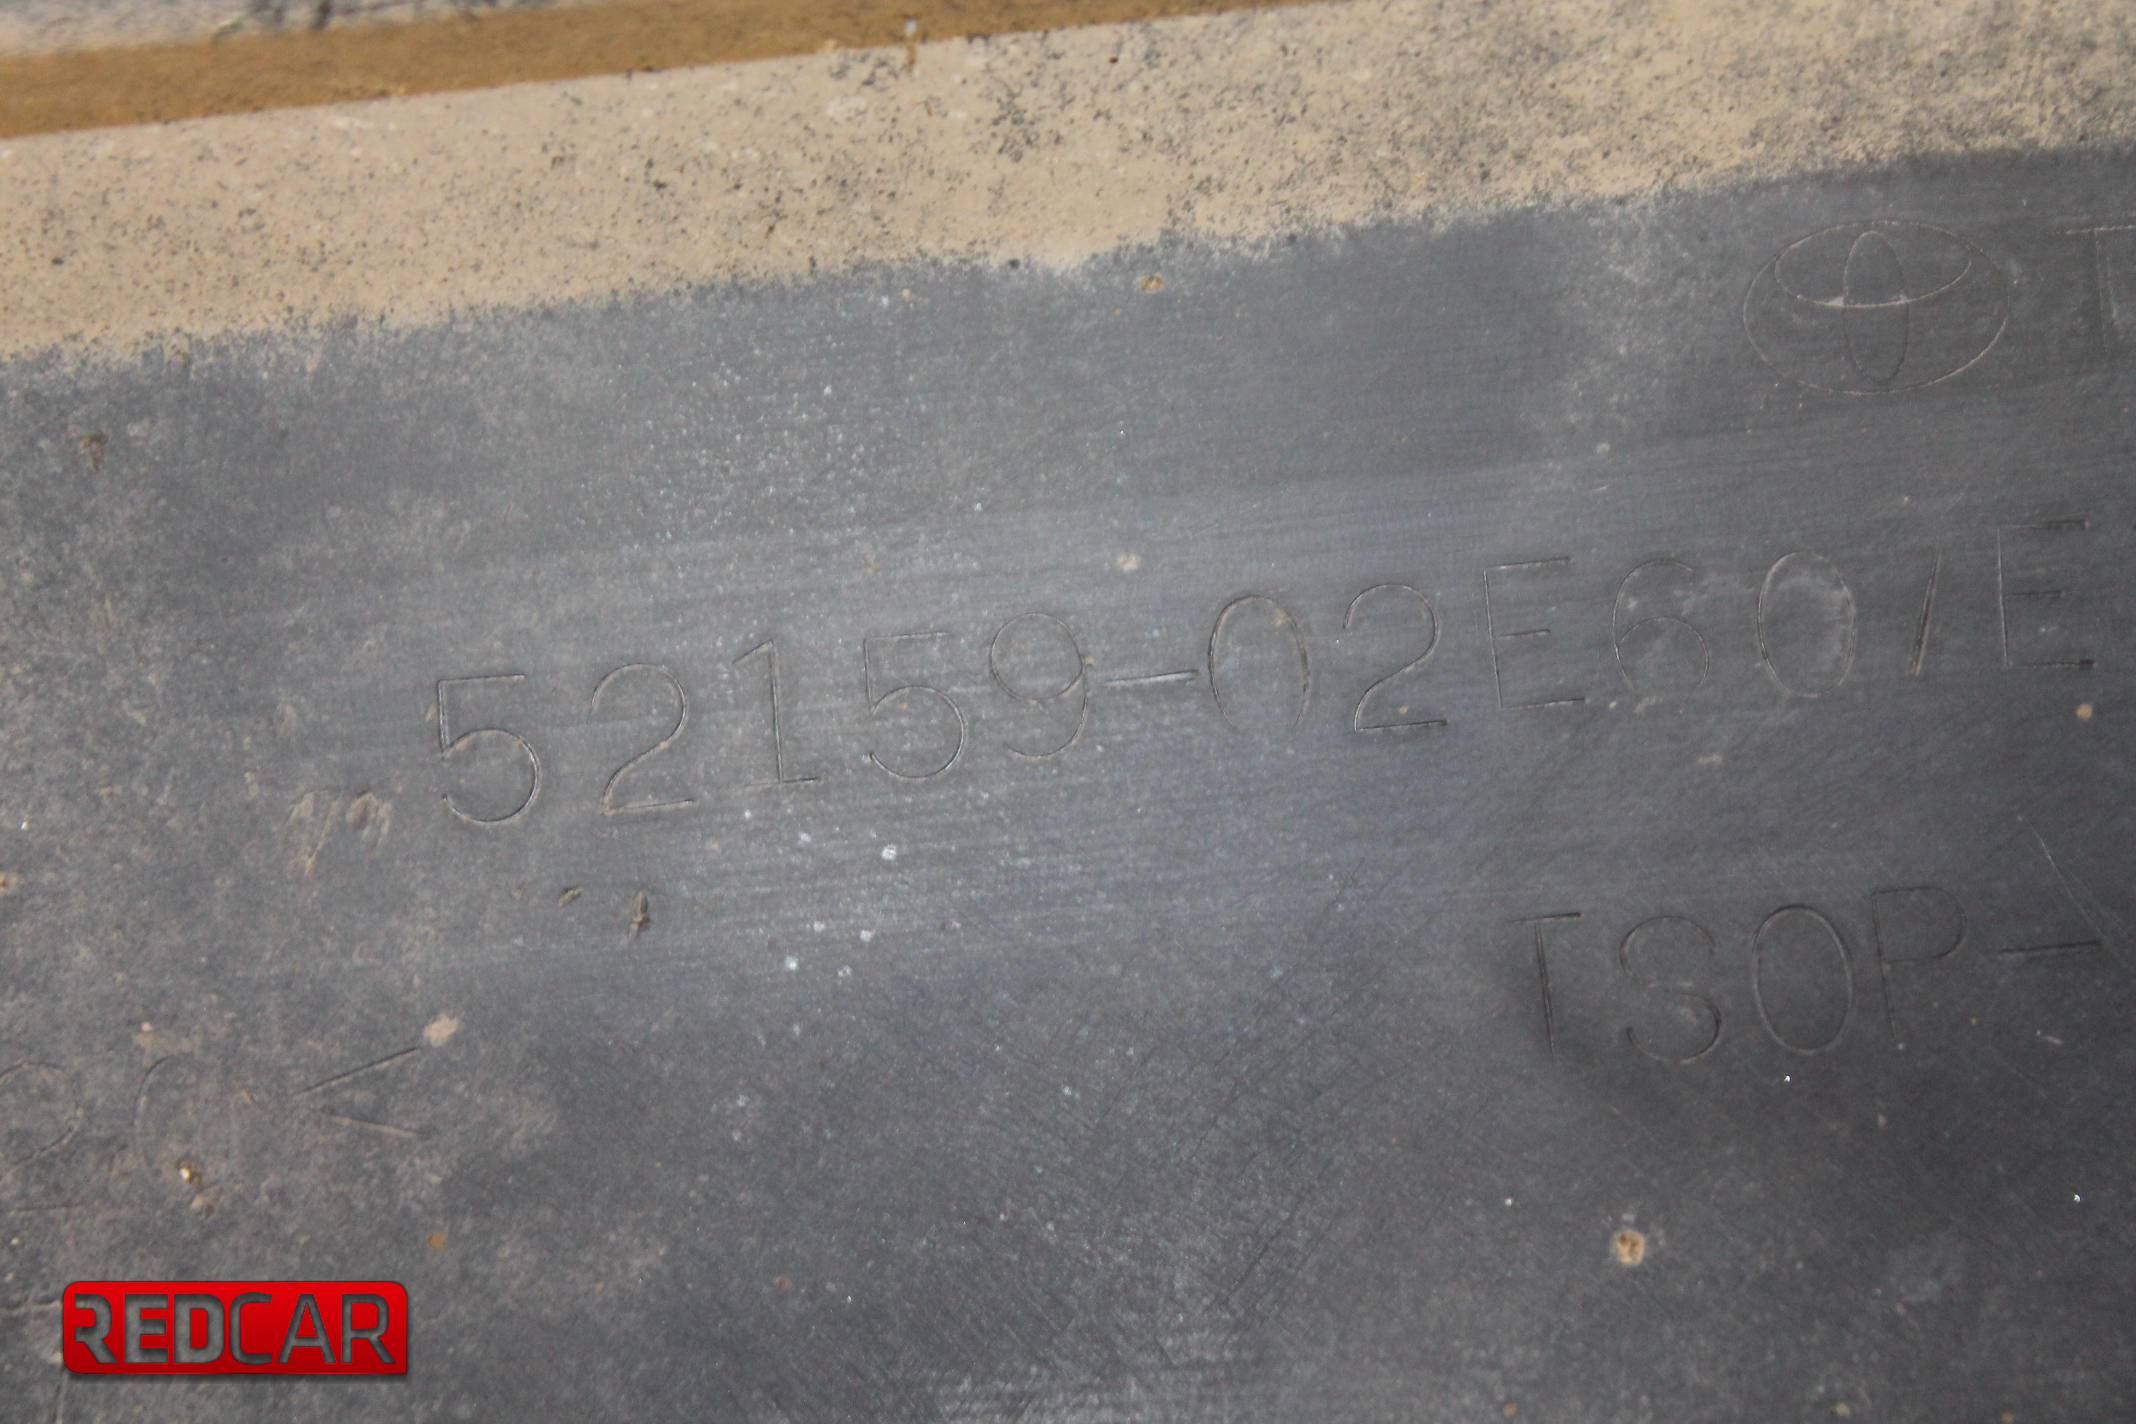 T
52159-02E60/E
TSOP-
<
REDCAR